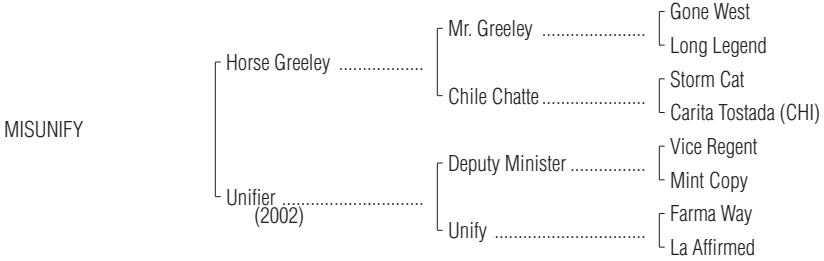 Gone West
Mr. Greeley ......................
Long Legend
Horse Greeley ..................
Storm Cat
Chile Chatte......................
Carita Tostada (CHI)
MISUNIFY
Vice Regent
Deputy Minister ................
Mint Copy
Unifier ..............................
(2002)
Farma Way
Unify ................................
La Affirmed